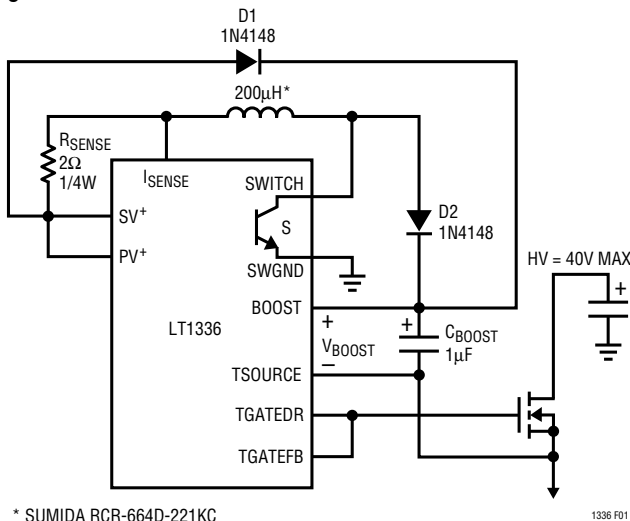 D1
1N4148
200μH*
RSENSE
2Ω
1/4W
ISENSE
SWITCH
SV+
S
D2
1N4148
PV+
SWGND
HV = 40V MAX
+
BOOST
LT1336
+
VBOOST
–
+
CBOOST
1μF
TSOURCE
TGATEDR
TGATEFB
* SUMIDA RCR-664D-221KC
1336 F01